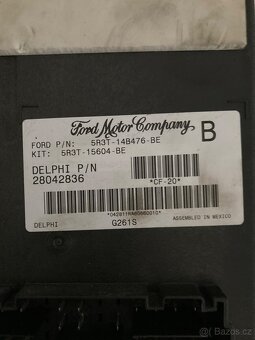 Ford Motor Company
B
FORD P/N: 5R3T-14B476-BE
KIT: 5R3T-15604-BE
DELPHI P/N
28042836
*CF-20*
DELPHI
G261S
ASSEMBLED IN MEXICO
bazoš.cz